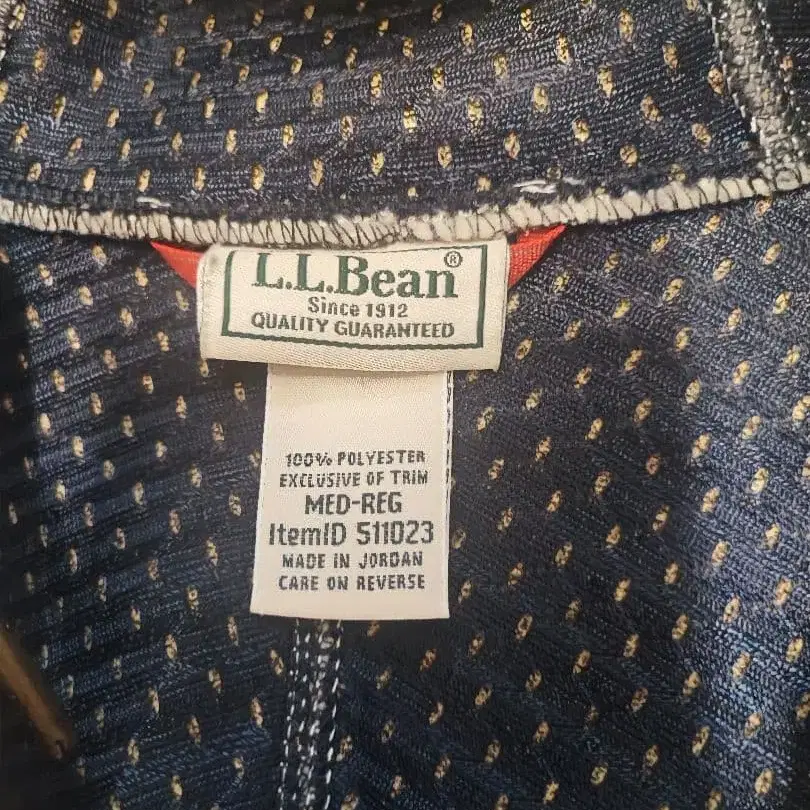 L.L.Bean®
Since 1912
QUALITY GUARANTEED
100% POLYESTER
EXCLUSIVE OF TRIM
MED-REG
ItemID 511023
MADE IN JORDAN
CARE ON REVERSE